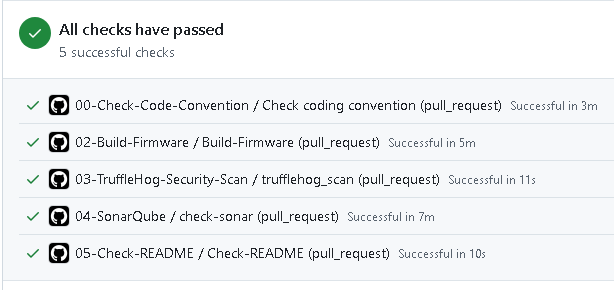 All checks have passed
5 successful checks
00-Check-Code-Convention / Check coding convention (pull_request) Successful in 3m
02-Build-Firmware / Build-Firmware (pull_request) Successful in 5m
03-TruffleHog-Security-Scan / trufflehog_scan (pull_request) Successful in 11s
04-SonarQube / check-sonar (pull_request) Successful in 7m
05-Check-README / Check-README (pull_request) Successful in 10s